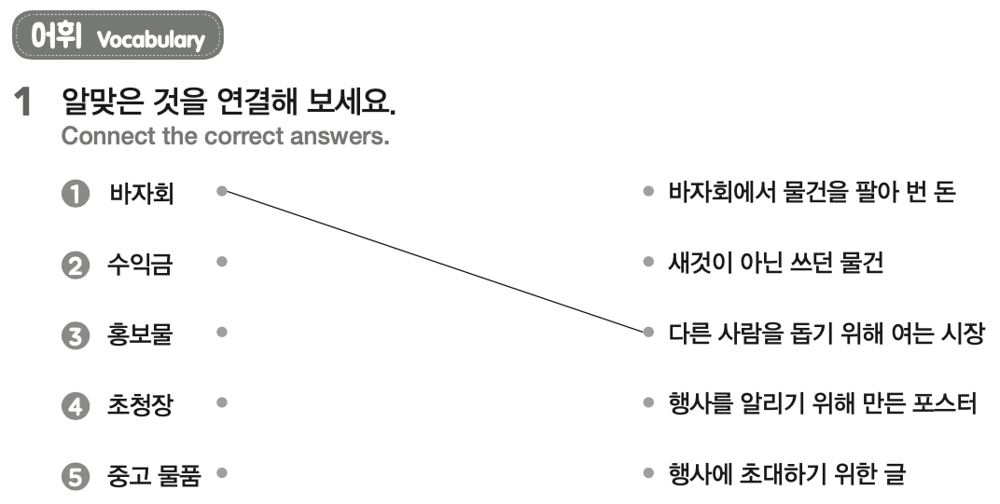 어휘 Vocabulary
1 알맞은 것을 연결해 보세요.
Connect the correct answers.
1 바자회 바자회에서 물건을 팔아 번 돈
2 수익금 새것이 아닌 쓰던 물건
3 홍보물 다른 사람을 돕기 위해 여는 시장
4 초청장 행사를 알리기 위해 만든 포스터
5 중고 물품 행사에 초대하기 위한 글